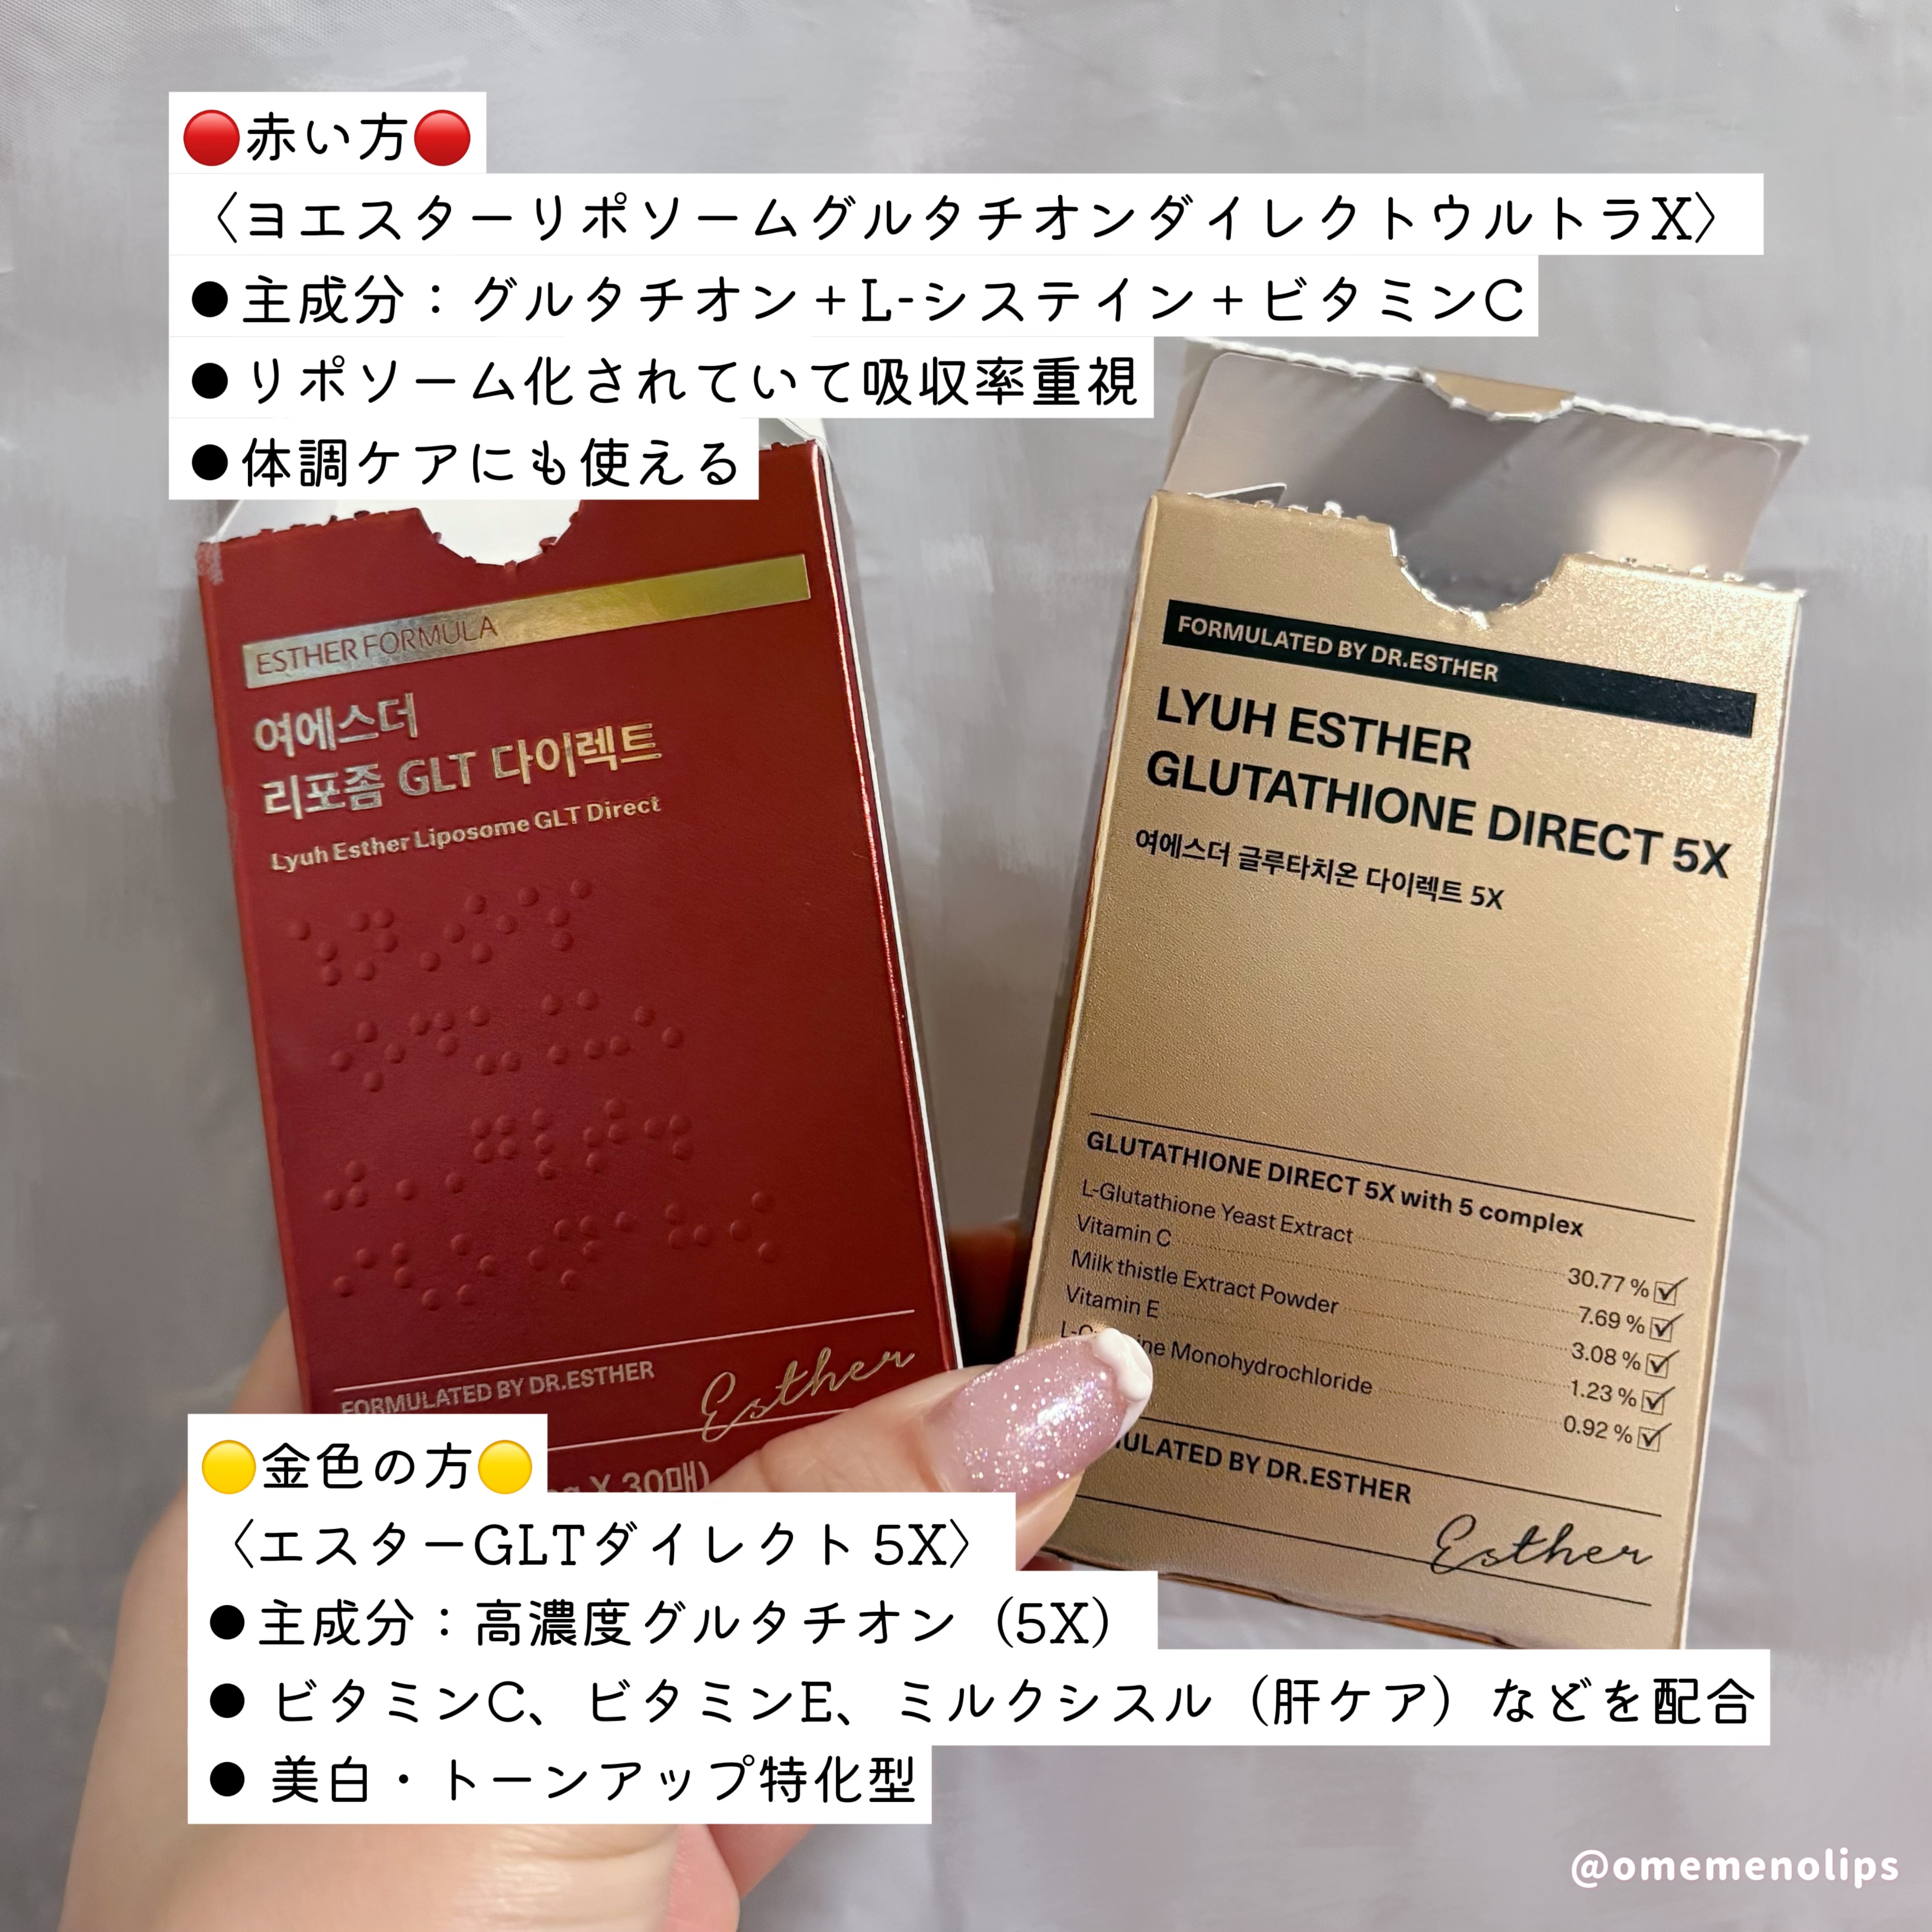 🔴赤い方🔴
〈ヨエスターリポソームグルタチオンダイレクトウルトラX〉
●主成分：グルタチオン＋L-システイン＋ビタミンC
●リポソーム化されていて吸収率重視
●体調ケアにも使える
ESTHER FORMULA
여에스더
리포좀 GLT 다이렉트
Lyuh Esther Liposome GLT Direct
FORMULATED BY DR.ESTHER
Esther
X 30매)
FORMULATED BY DR.ESTHER
LYUH ESTHER
GLUTATHIONE DIRECT 5X
여에스더 글루타치온 다이렉트 5X
GLUTATHIONE DIRECT 5X with 5 complex
L-Glutathione Yeast Extract 30.77 %
Vitamin C 7.69 %
Milk thistle Extract Powder 3.08 %
Vitamin E 1.23 %
Monohydrochloride 0.92 %
BY DR.ESTHER
Esther
🟡金色の方🟡
〈エスターGLTダイレクト 5X〉
●主成分：高濃度グルタチオン（5X）
● ビタミンC、ビタミンE、ミルクシスル（肝ケア）などを配合
● 美白・トーンアップ特化型
@omemenolips